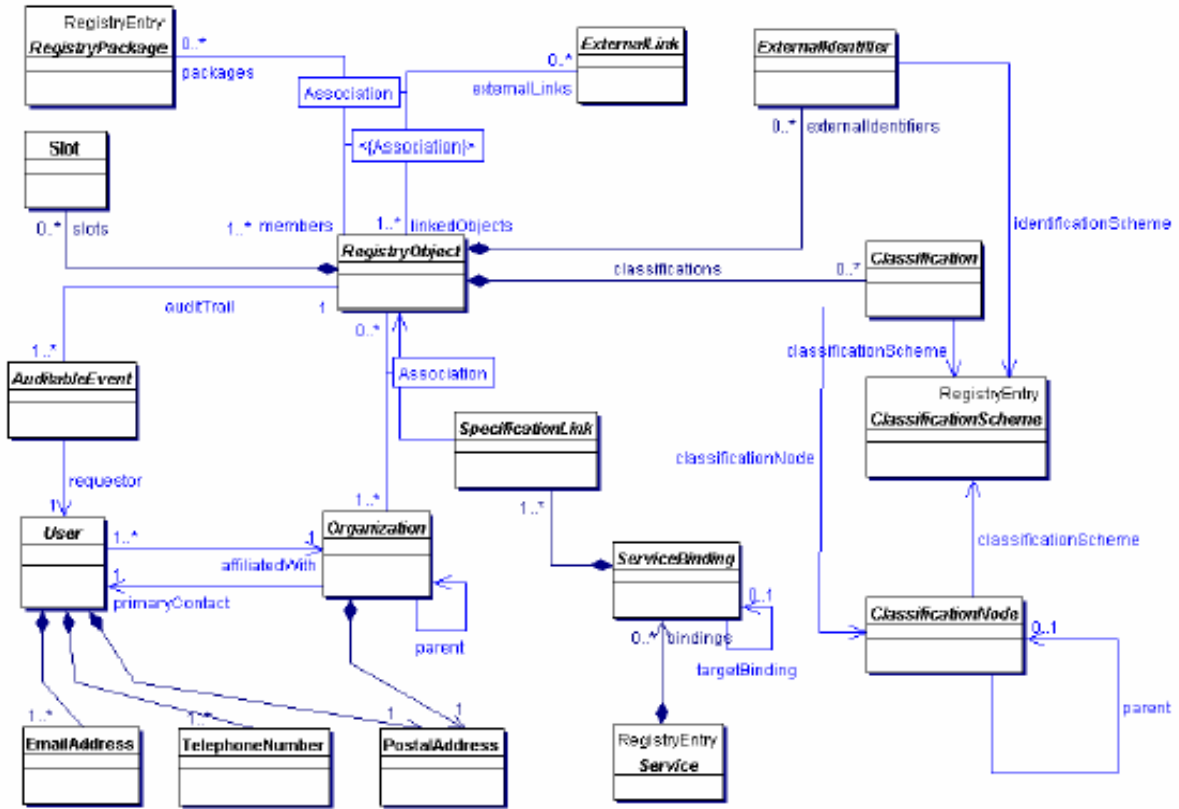 RegistryEntry
RegistryPackage
0..*
packages
Association
<{Association}>
ExternalLink
0..*
externalLinks
ExternalIdentifier
0..*
externalIdentifiers
identificationScheme
Slot
0..*
slots
1..*
members
1..*
linkedObjects
RegistryObject
classifications
0..*
Classification
auditTrail
1
0..*
1..*
AuditableEvent
Association
classificationScheme
RegistryEntry
ClassificationScheme
SpecificationLink
classificationNode
requestor
1
1..*
1..*
User
1..*
1
Organization
affiliatedWith
1
primaryContact
parent
classificationScheme
ServiceBinding
0..1
0..*
bindings
targetBinding
ClassificationNode
0..1
parent
1..*
1..*
1
1
EmailAddress
TelephoneNumber
PostalAddress
RegistryEntry
Service